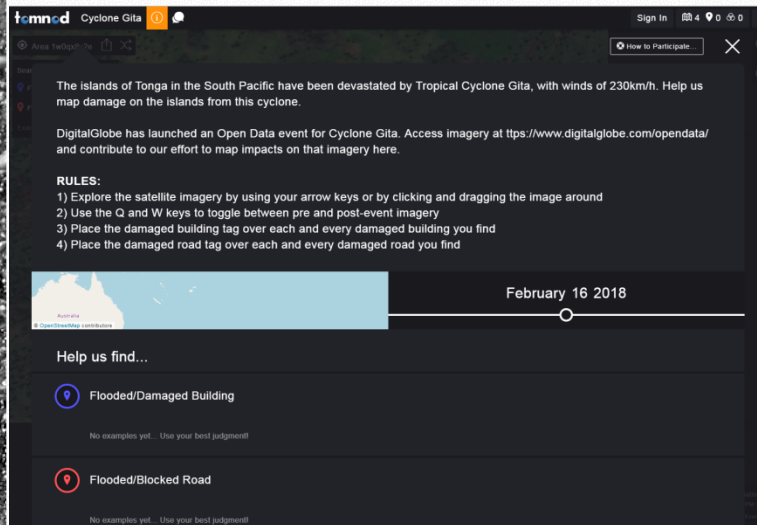 tomnod Cyclone Gita
Sign In 4 0 0
How to Participate...
The islands of Tonga in the South Pacific have been devastated by Tropical Cyclone Gita, with winds of 230km/h. Help us
map damage on the islands from this cyclone.
DigitalGlobe has launched an Open Data event for Cyclone Gita. Access imagery at ttps://www.digitalglobe.com/opendata/
and contribute to our effort to map impacts on that imagery here.
RULES:
1) Explore the satellite imagery by using your arrow keys or by clicking and dragging the image around
2) Use the Q and W keys to toggle between pre and post-event imagery
3) Place the damaged building tag over each and every damaged building you find
4) Place the damaged road tag over each and every damaged road you find
Australia
© OpenStreetMap contributors
February 16 2018
Help us find...
Flooded/Damaged Building
No examples yet... Use your best judgment!
Flooded/Blocked Road
No examples yet... Use your best judgment!